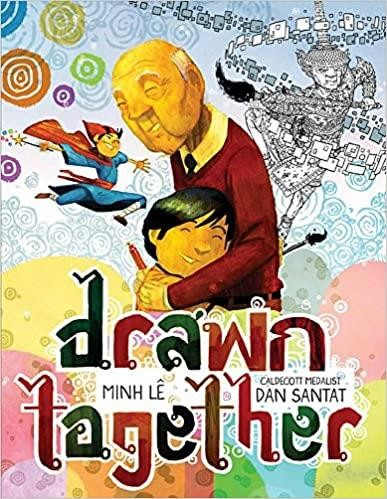 drawn
MINH LÊ
CALDECOTT MEDALIST
DAN SANTAT
together